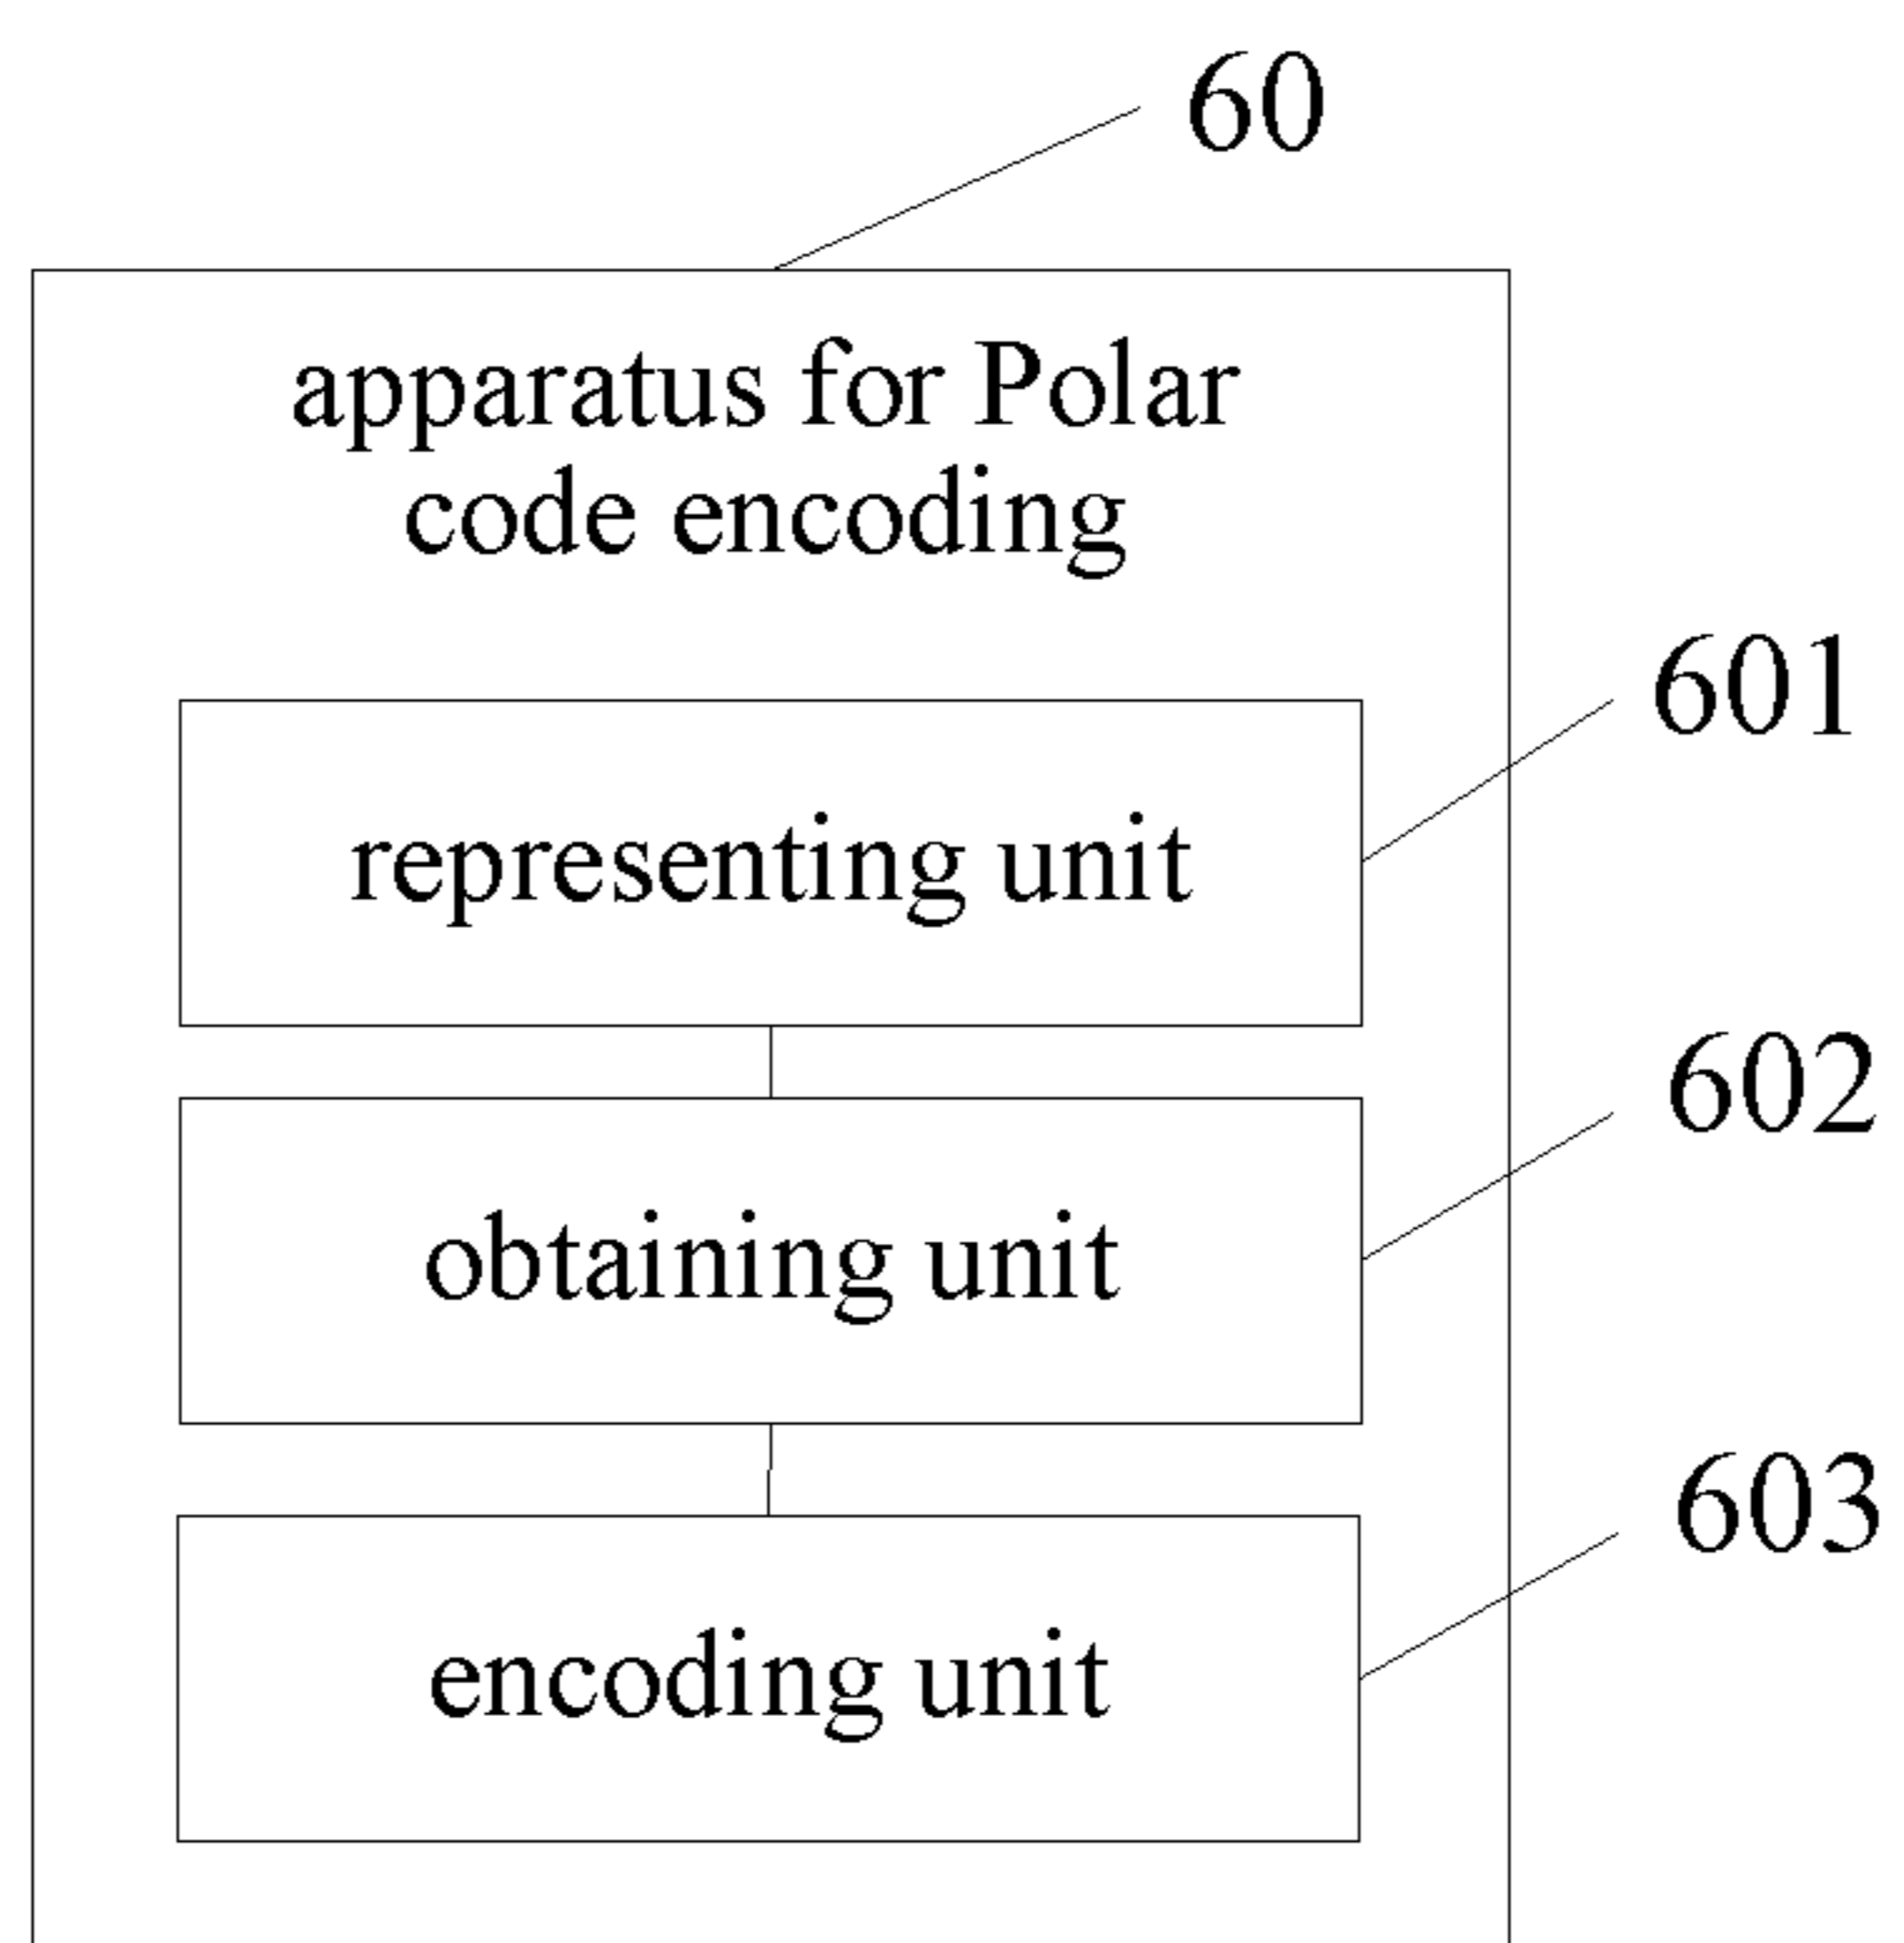 60
apparatus for Polar
code encoding
601
representing unit
602
obtaining unit
603
encoding unit